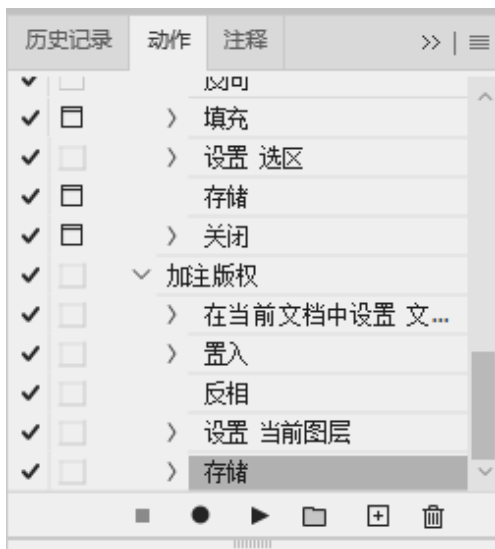 历史记录 动作 注释
填充
设置 选区
存储
关闭
加注版权
在当前文档中设置 文...
置入
反相
设置 当前图层
存储